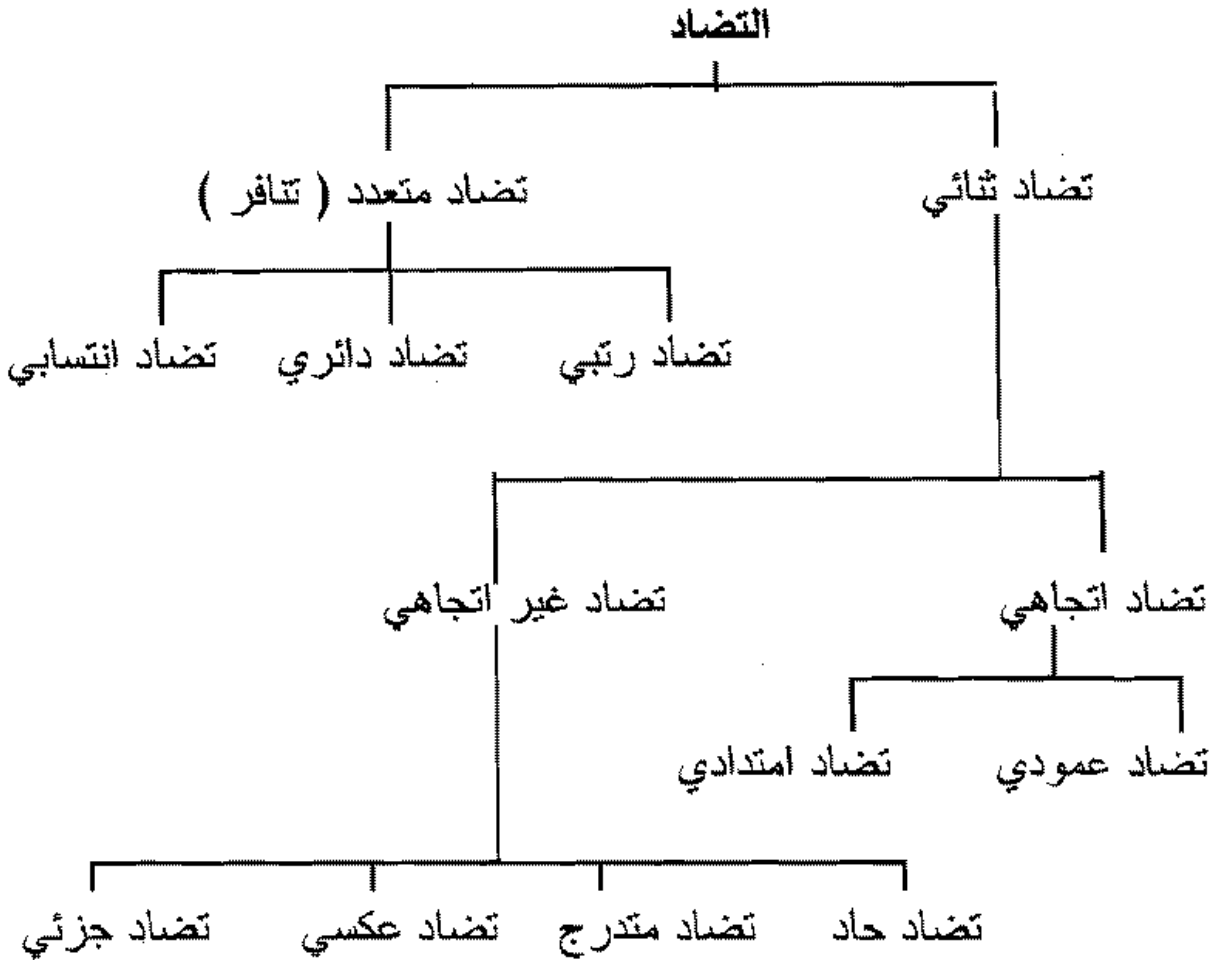 التضاد
تضاد ثنائي
تضاد متعدد ( تنافر )
تضاد رتبي
تضاد دائري
تضاد انتسابي
تضاد اتجاهي
تضاد غير اتجاهي
تضاد عمودي
تضاد امتدادي
تضاد حاد
تضاد متدرج
تضاد عكسي
تضاد جزئي